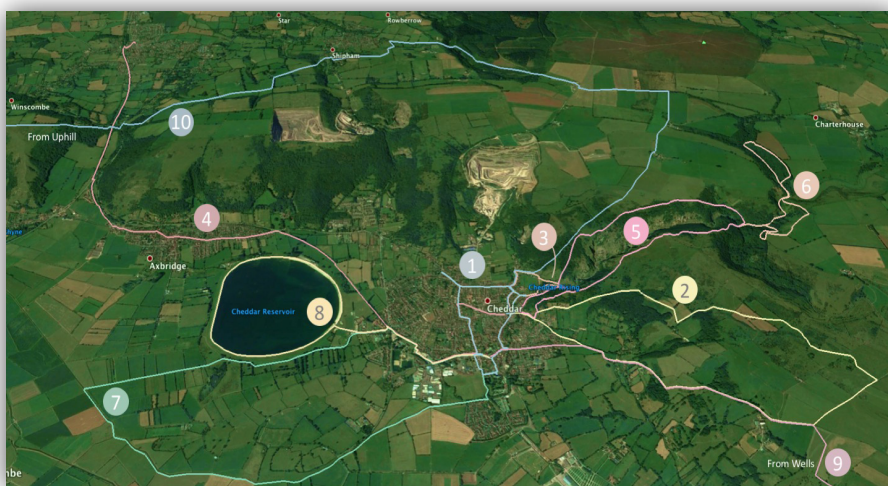 Star
Rowberrow
Shipham
Winscombe
10
From Uphill
Charterhouse
6
4
5
3
1
Axbridge
2
Cheddar Reservoir
8
Cheddar
7
From Wells
9